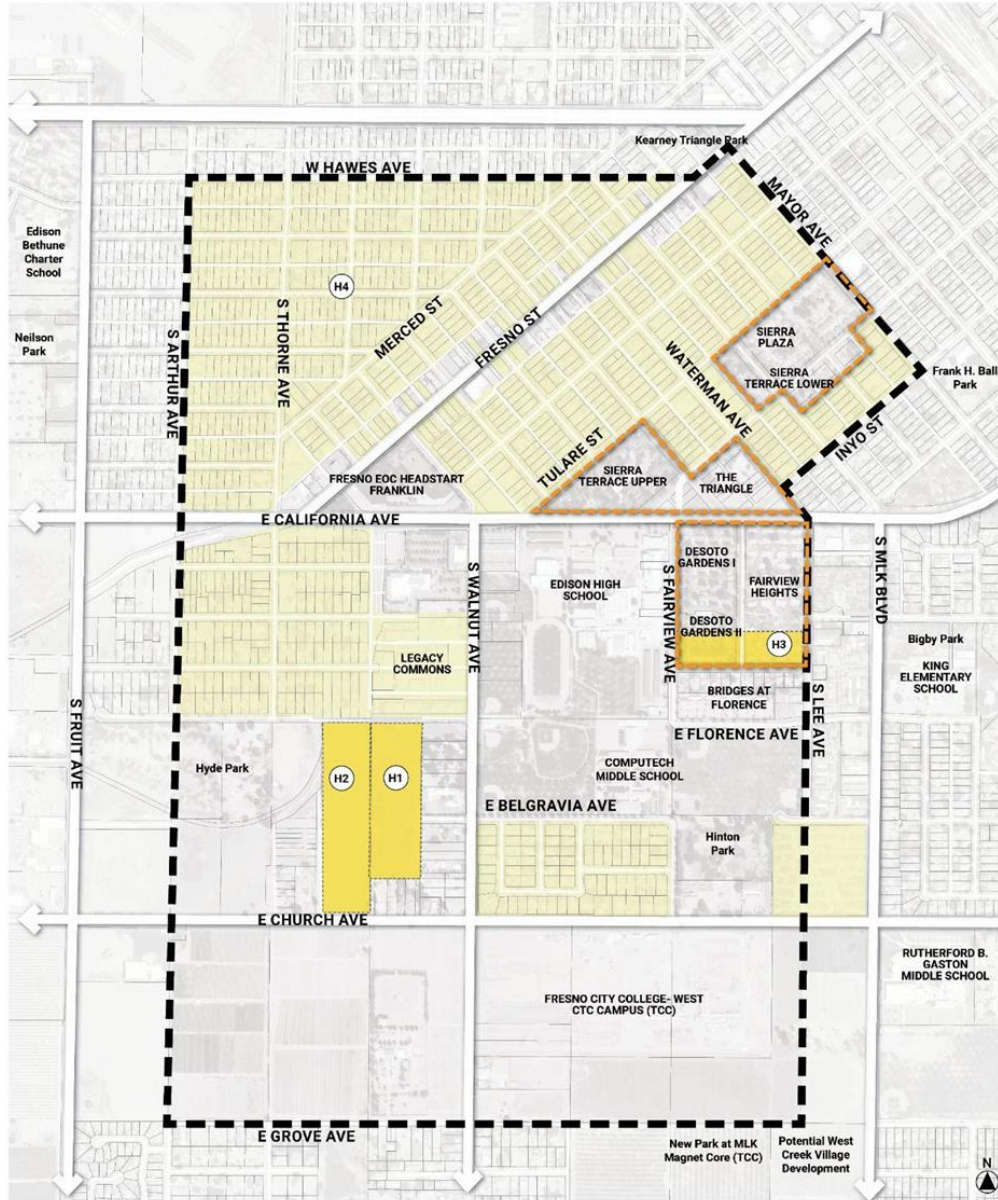 Kearney Triangle Park
W HAWES AVE
MAYOR AVE
Edison
Bethune
Charter
School
H4
S THORNE AVE
MERCED ST
FRESNO ST
S ARTHUR AVE
Neilson
Park
SIERRA
PLAZA
WATERMAN AVE
SIERRA
TERRACE LOWER
Frank H. Ball
Park
INYO ST
TULARE ST
SIERRA
TERRACE UPPER
THE
TRIANGLE
FRESNO EOC HEADSTART
FRANKLIN
E CALIFORNIA AVE
S WALNUT AVE
EDISON HIGH
SCHOOL
S FAIRVIEW AVE
DESOTO
GARDENS I
FAIRVIEW
HEIGHTS
S MLK BLVD
DESOTO
GARDENS II
H3
Bigby Park
KING
ELEMENTARY
SCHOOL
LEGACY
COMMONS
BRIDGES AT
FLORENCE
S LEE AVE
S FRUIT AVE
E FLORENCE AVE
Hyde Park
H2
H1
COMPUTECH
MIDDLE SCHOOL
E BELGRAVIA AVE
Hinton
Park
E CHURCH AVE
RUTHERFORD B.
GASTON
MIDDLE SCHOOL
FRESNO CITY COLLEGE- WEST
CTC CAMPUS (TCC)
E GROVE AVE
New Park at MLK
Magnet Core (TCC)
Potential West
Creek Village
Development
N